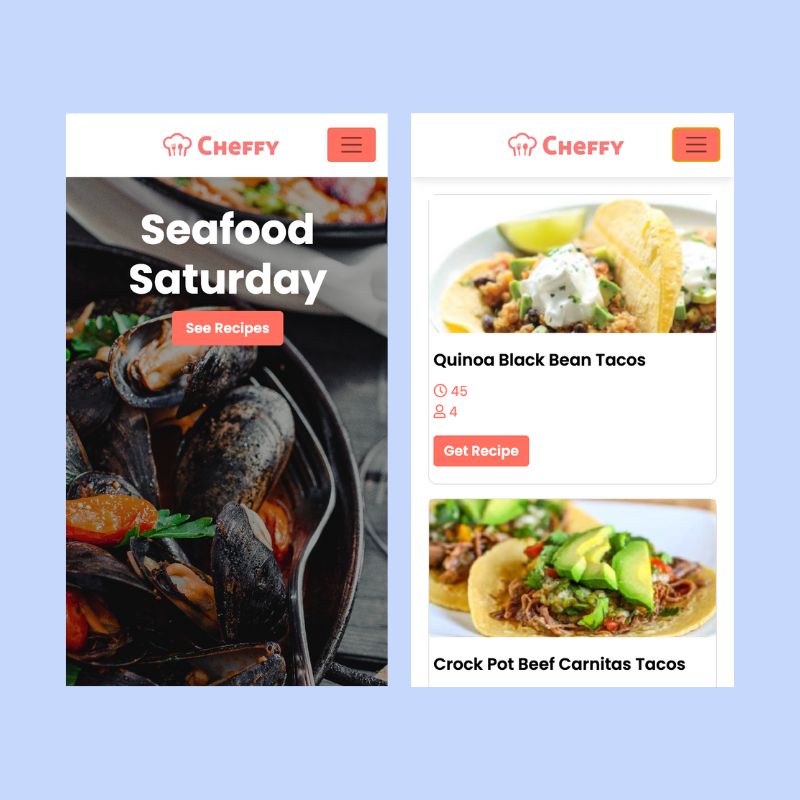 Cheffy
Seafood
Saturday
See Recipes
Cheffy
Quinoa Black Bean Tacos
45
4
Get Recipe
Crock Pot Beef Carnitas Tacos